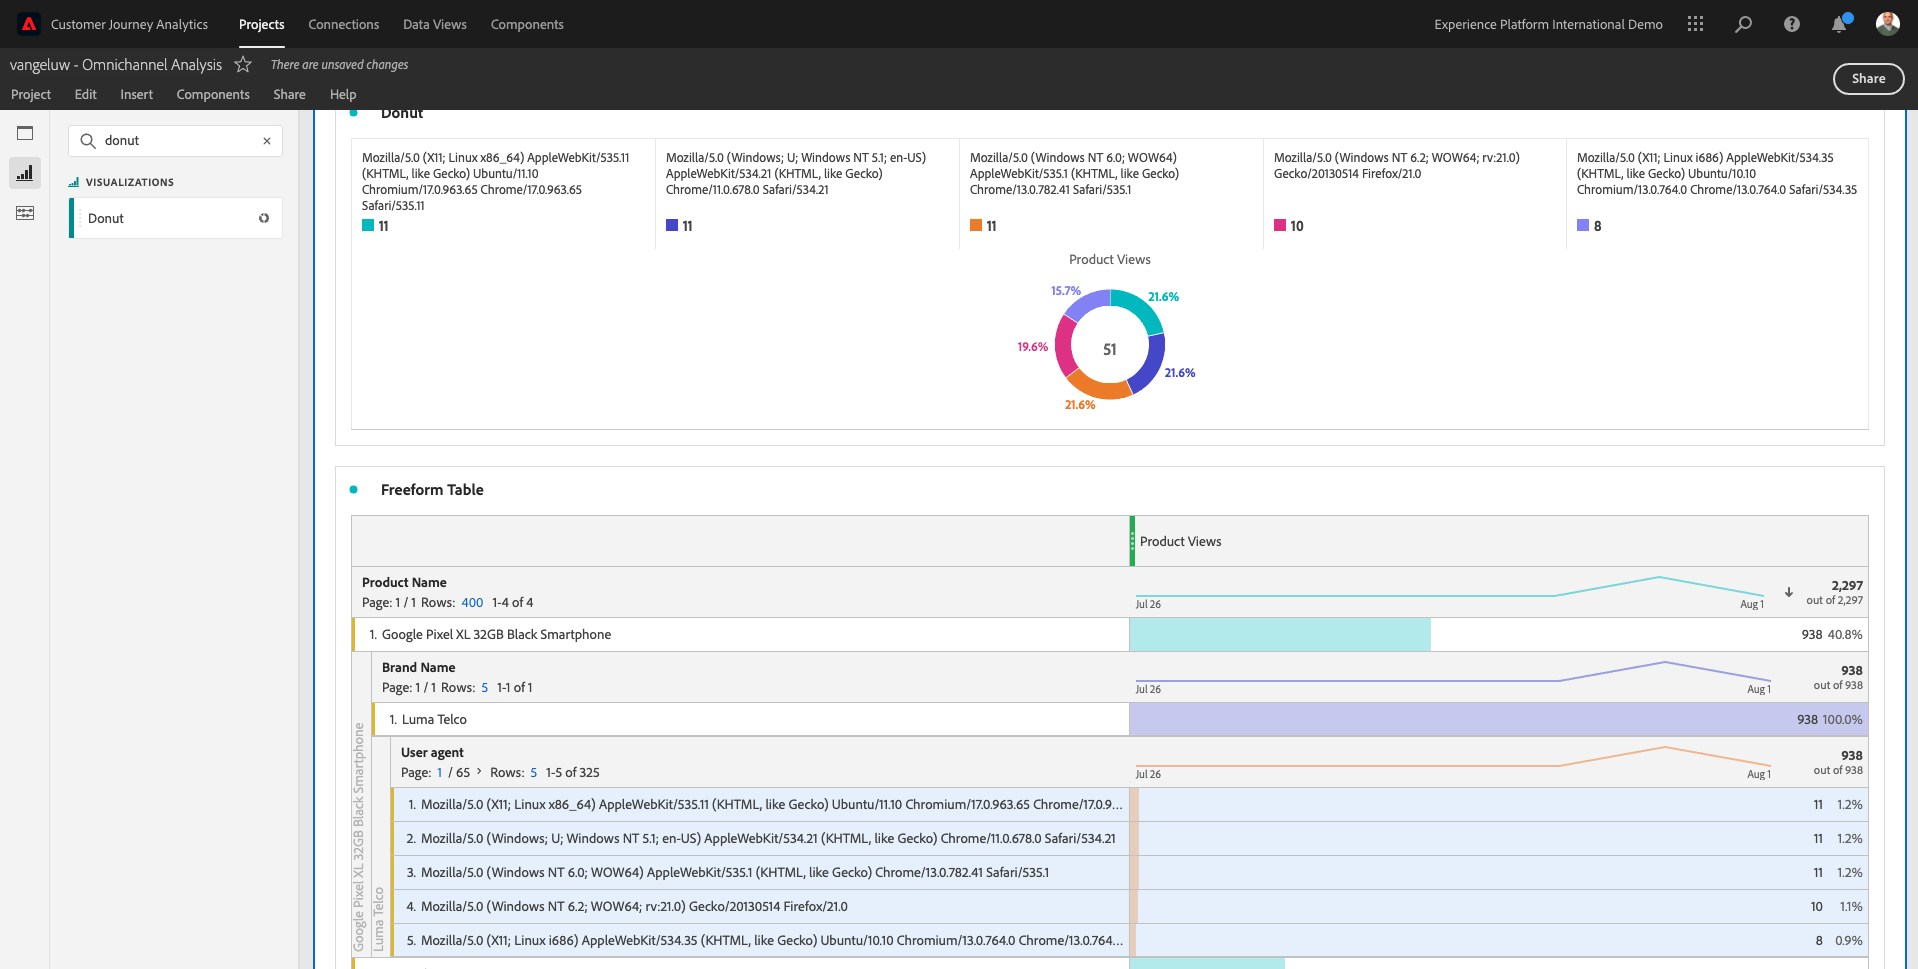 Customer Journey Analytics Projects Connections Data Views Components Experience Platform International Demo
vangeluw - Omnichannel Analysis There are unsaved changes
Share
Project Edit Insert Components Share Help
donut
VISUALIZATIONS
Donut
Donut
Mozilla/5.0 (X11; Linux x86_64) AppleWebKit/535.11
(KHTML, like Gecko) Ubuntu/11.10
Chromium/17.0.963.65 Chrome/17.0.963.65
Safari/535.11
11
Mozilla/5.0 (Windows; U; Windows NT 5.1; en-US)
AppleWebKit/534.21 (KHTML, like Gecko)
Chrome/11.0.678.0 Safari/534.21
11
Mozilla/5.0 (Windows NT 6.0; WOW64)
AppleWebKit/535.1 (KHTML, like Gecko)
Chrome/13.0.782.41 Safari/535.1
11
Mozilla/5.0 (Windows NT 6.2; WOW64; rv:21.0)
Gecko/20130514 Firefox/21.0
10
Mozilla/5.0 (X11; Linux i686) AppleWebKit/534.35
(KHTML, like Gecko) Ubuntu/10.10
Chromium/13.0.764.0 Chrome/13.0.764.0 Safari/534.35
8
Product Views
15.7%
21.6%
19.6%
51
21.6%
21.6%
Freeform Table
Product Views
Product Name
Page: 1 / 1 Rows: 400 1-4 of 4
Jul 26
Aug 1
2,297
out of 2,297
1. Google Pixel XL 32GB Black Smartphone 938 40.8%
Google Pixel XL 32GB Black Smartphone
Brand Name
Page: 1 / 1 Rows: 5 1-1 of 1
Jul 26
Aug 1
938
out of 938
1. Luma Telco 938 100.0%
Luma Telco
User agent
Page: 1 / 65 > Rows: 5 1-5 of 325
Jul 26
Aug 1
938
out of 938
1. Mozilla/5.0 (X11; Linux x86_64) AppleWebKit/535.11 (KHTML, like Gecko) Ubuntu/11.10 Chromium/17.0.963.65 Chrome/17.0.9... 11 1.2%
2. Mozilla/5.0 (Windows; U; Windows NT 5.1; en-US) AppleWebKit/534.21 (KHTML, like Gecko) Chrome/11.0.678.0 Safari/534.21 11 1.2%
3. Mozilla/5.0 (Windows NT 6.0; WOW64) AppleWebKit/535.1 (KHTML, like Gecko) Chrome/13.0.782.41 Safari/535.1 11 1.2%
4. Mozilla/5.0 (Windows NT 6.2; WOW64; rv:21.0) Gecko/20130514 Firefox/21.0 10 1.1%
5. Mozilla/5.0 (X11; Linux i686) AppleWebKit/534.35 (KHTML, like Gecko) Ubuntu/10.10 Chromium/13.0.764.0 Chrome/13.0.764... 8 0.9%